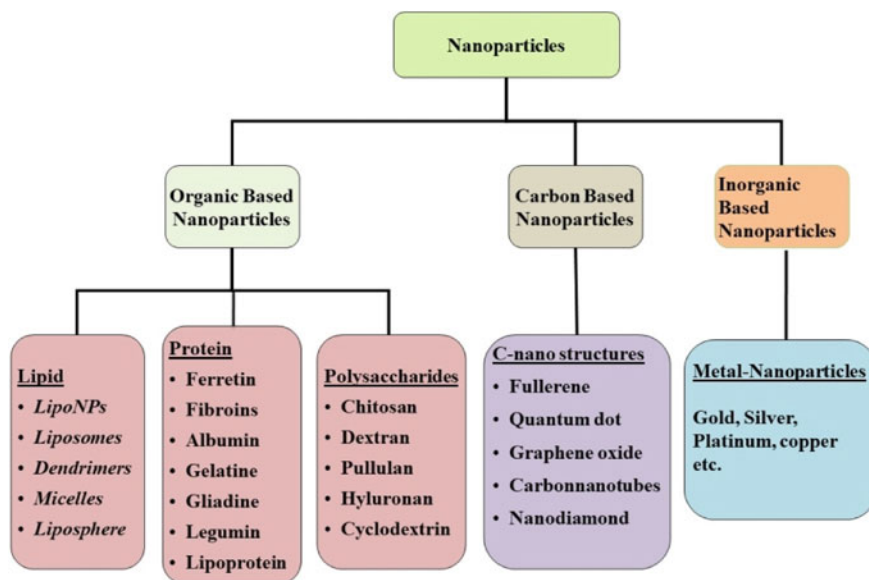 Nanoparticles
Organic Based
Nanoparticles
Carbon Based
Nanoparticles
Inorganic
Based
Nanoparticles
Lipid
• LipoNPs
• Liposomes
• Dendrimers
• Micelles
• Liposphere
Protein
• Ferretin
• Fibroins
• Albumin
• Gelatine
• Gliadine
• Legumin
• Lipoprotein
Polysaccharides
• Chitosan
• Dextran
• Pullulan
• Hyluronan
• Cyclodextrin
C-nano structures
• Fullerene
• Quantum dot
• Graphene oxide
• Carbonnanotubes
• Nanodiamond
Metal-Nanoparticles
Gold, Silver,
Platinum, copper
etc.